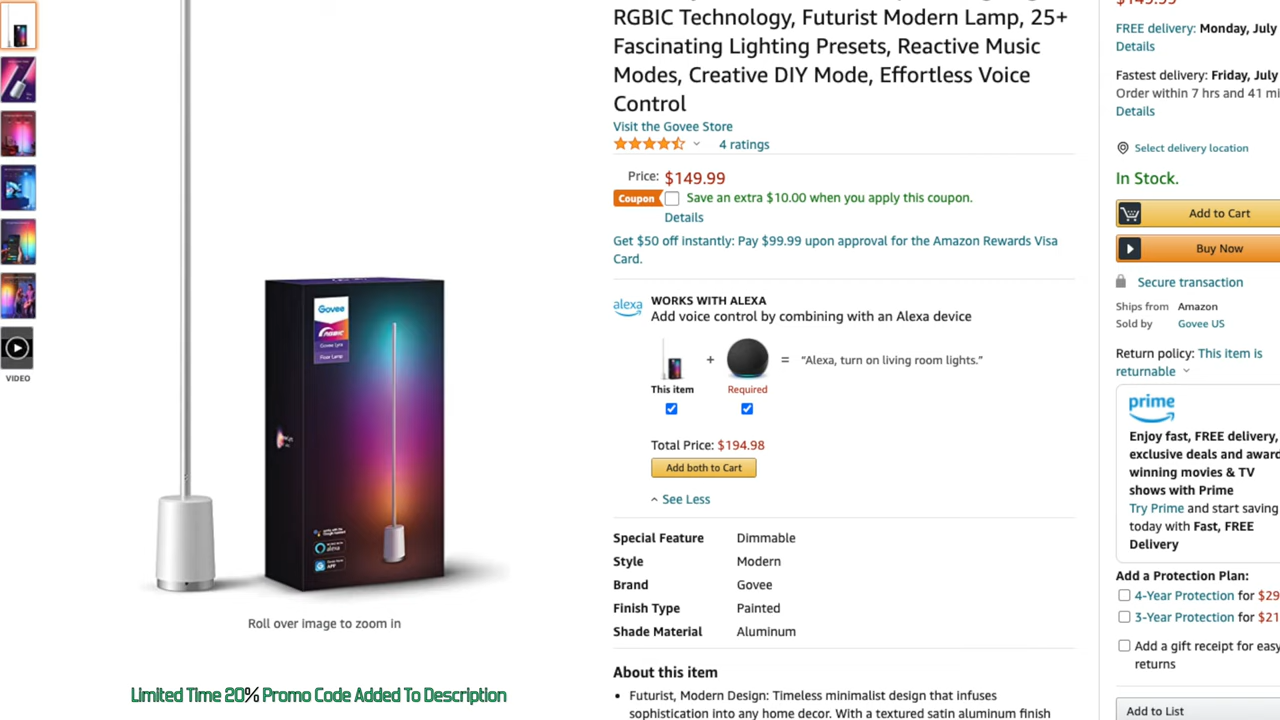 RGBIC Technology, Futurist Modern Lamp, 25+
Fascinating Lighting Presets, Reactive Music
Modes, Creative DIY Mode, Effortless Voice
Control
Visit the Govee Store
4 ratings
Price: $149.99
Coupon Save an extra $10.00 when you apply this coupon.
Details
Get $50 off instantly: Pay $99.99 upon approval for the Amazon Rewards Visa
Card.
alexa
WORKS WITH ALEXA
Add voice control by combining with an Alexa device
+ = “Alexa, turn on living room lights.”
This item Required
Total Price: $194.98
Add both to Cart
See Less
Special Feature Dimmable
Style Modern
Brand Govee
Finish Type Painted
Shade Material Aluminum
About this item
• Futurist, Modern Design: Timeless minimalist design that infuses
sophistication into any home decor. With a textured satin aluminum finish
VIDEO
Govee
RGBIC
Govee Lyra
Floor Lamp
alexa
Roll over image to zoom in
Limited Time 20% Promo Code Added To Description
$149.99
FREE delivery: Monday, July
Details
Fastest delivery: Friday, July
Order within 7 hrs and 41 mi
Details
Select delivery location
In Stock.
Add to Cart
Buy Now
Secure transaction
Ships from Amazon
Sold by Govee US
Return policy: This item is
returnable
prime
Enjoy fast, FREE delivery,
exclusive deals and award
winning movies & TV
shows with Prime
Try Prime and start saving
today with Fast, FREE
Delivery
Add a Protection Plan:
4-Year Protection for $29
3-Year Protection for $21
Add a gift receipt for easy
returns
Add to List